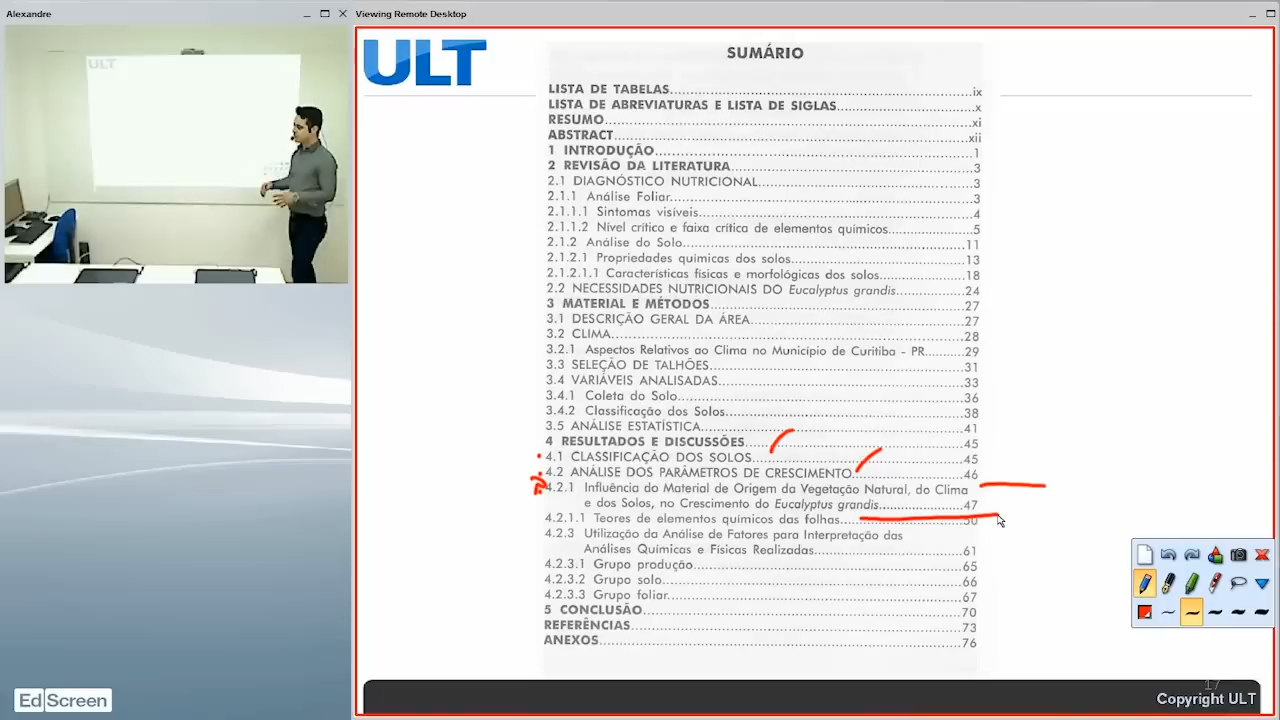 Alexandre
Viewing Remote Desktop
ULT
ULT
SUMÁRIO
LISTA DE TABELAS...ix
LISTA DE ABREVIATURAS E LISTA DE SIGLAS...x
RESUMO...xi
ABSTRACT...xii
1 INTRODUÇÃO...1
2 REVISÃO DA LITERATURA...3
2.1 DIAGNÓSTICO NUTRICIONAL...3
2.1.1 Análise Foliar...3
2.1.1.1 Sintomas visíveis...4
2.1.1.2 Nível crítico e faixa crítica de elementos químicos...5
2.1.2 Análise do Solo...11
2.1.2.1 Propriedades químicas dos solos...13
2.1.2.1.1 Características físicas e morfológicas dos solos...18
2.2 NECESSIDADES NUTRICIONAIS DO Eucalyptus grandis...24
3 MATERIAL E MÉTODOS...27
3.1 DESCRIÇÃO GERAL DA ÁREA...27
3.2 CLIMA...28
3.2.1 Aspectos Relativos ao Clima no Município de Curitiba - PR...29
3.3 SELEÇÃO DE TALHÕES...31
3.4 VARIÁVEIS ANALISADAS...33
3.4.1 Coleta do Solo...36
3.4.2 Classificação dos Solos...38
3.5 ANÁLISE ESTATÍSTICA...41
4 RESULTADOS E DISCUSSÕES...45
4.1 CLASSIFICAÇÃO DOS SOLOS...45
4.2 ANÁLISE DOS PARÂMETROS DE CRESCIMENTO...46
4.2.1 Influência do Material de Origem da Vegetação Natural, do Clima
e dos Solos, no Crescimento do Eucalyptus grandis...47
4.2.1.1 Teores de elementos químicos das folhas...50
4.2.3 Utilização da Análise de Fatores para Interpretação das
Análises Químicas e Físicas Realizadas...61
4.2.3.1 Grupo produção...65
4.2.3.2 Grupo solo...66
4.2.3.3 Grupo foliar...67
5 CONCLUSÃO...70
REFERÊNCIAS...73
ANEXOS...76
17
Copyright ULT
Ed Screen